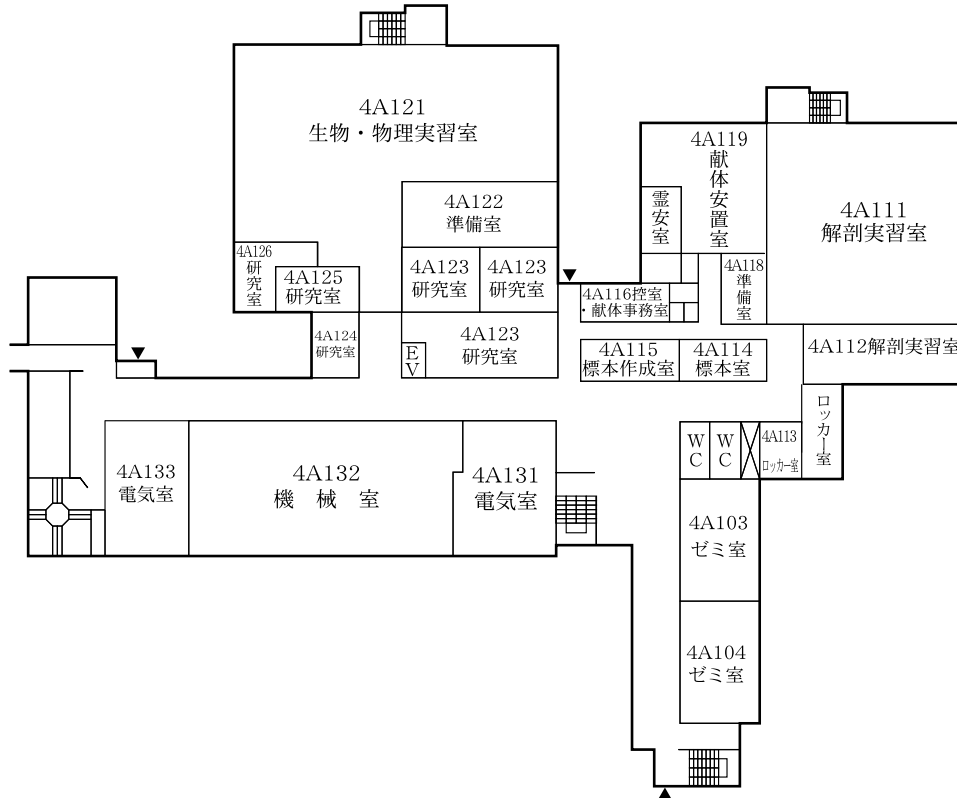 4A121
生物・物理実習室
4A122
準備室
4A126
研究室
4A125
研究室
4A123
研究室
4A123
研究室
4A124
研究室
EV
4A123
研究室
4A119
献体安置室
霊安室
4A111
解剖実習室
4A118
準備室
4A116控室
・献体事務室
4A115
標本作成室
4A114
標本室
4A112解剖実習室
ロッカー室
WC
WC
4A113
ロッカー室
4A133
電気室
4A132
機 械 室
4A131
電気室
4A103
ゼミ室
4A104
ゼミ室